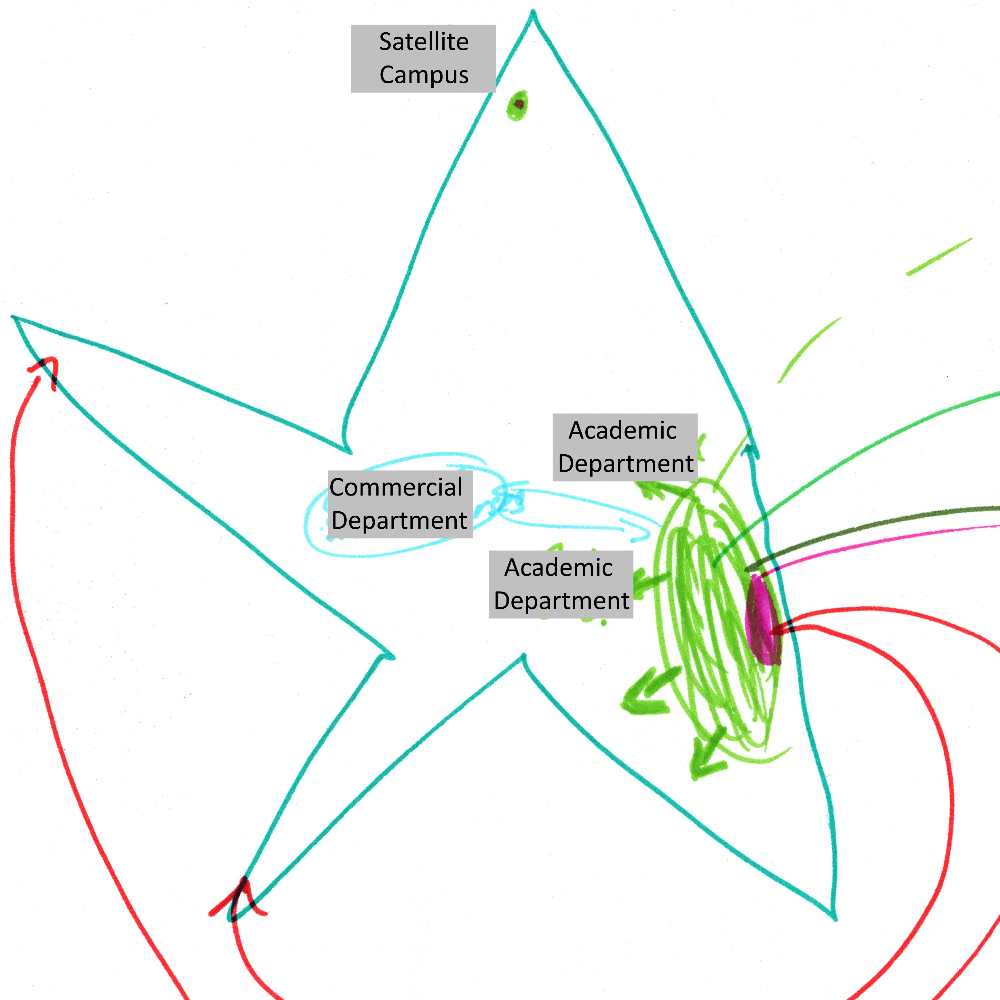 Satellite
Campus
Academic
Department
Commercial
Department
Academic
Department